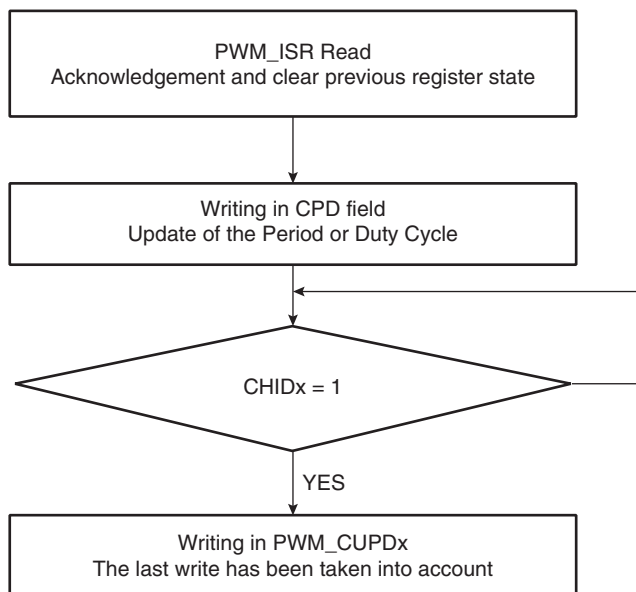 PWM_ISR Read
Acknowledgement and clear previous register state
Writing in CPD field
Update of the Period or Duty Cycle
CHIDx = 1
YES
Writing in PWM_CUPDx
The last write has been taken into account